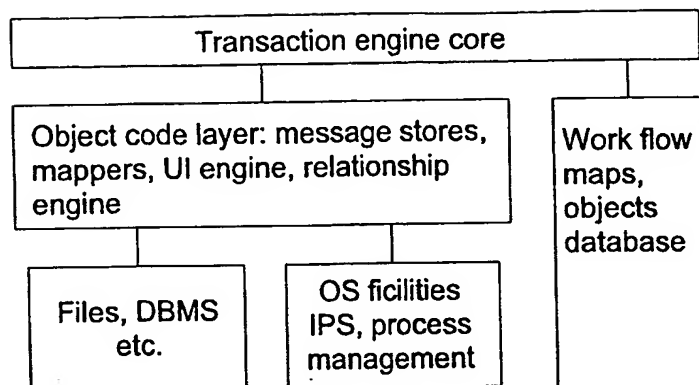 Transaction engine core
Object code layer: message stores,
mappers, UI engine, relationship
engine
Work flow
maps,
objects
database
Files, DBMS
etc.
OS ficilities
IPS, process
management